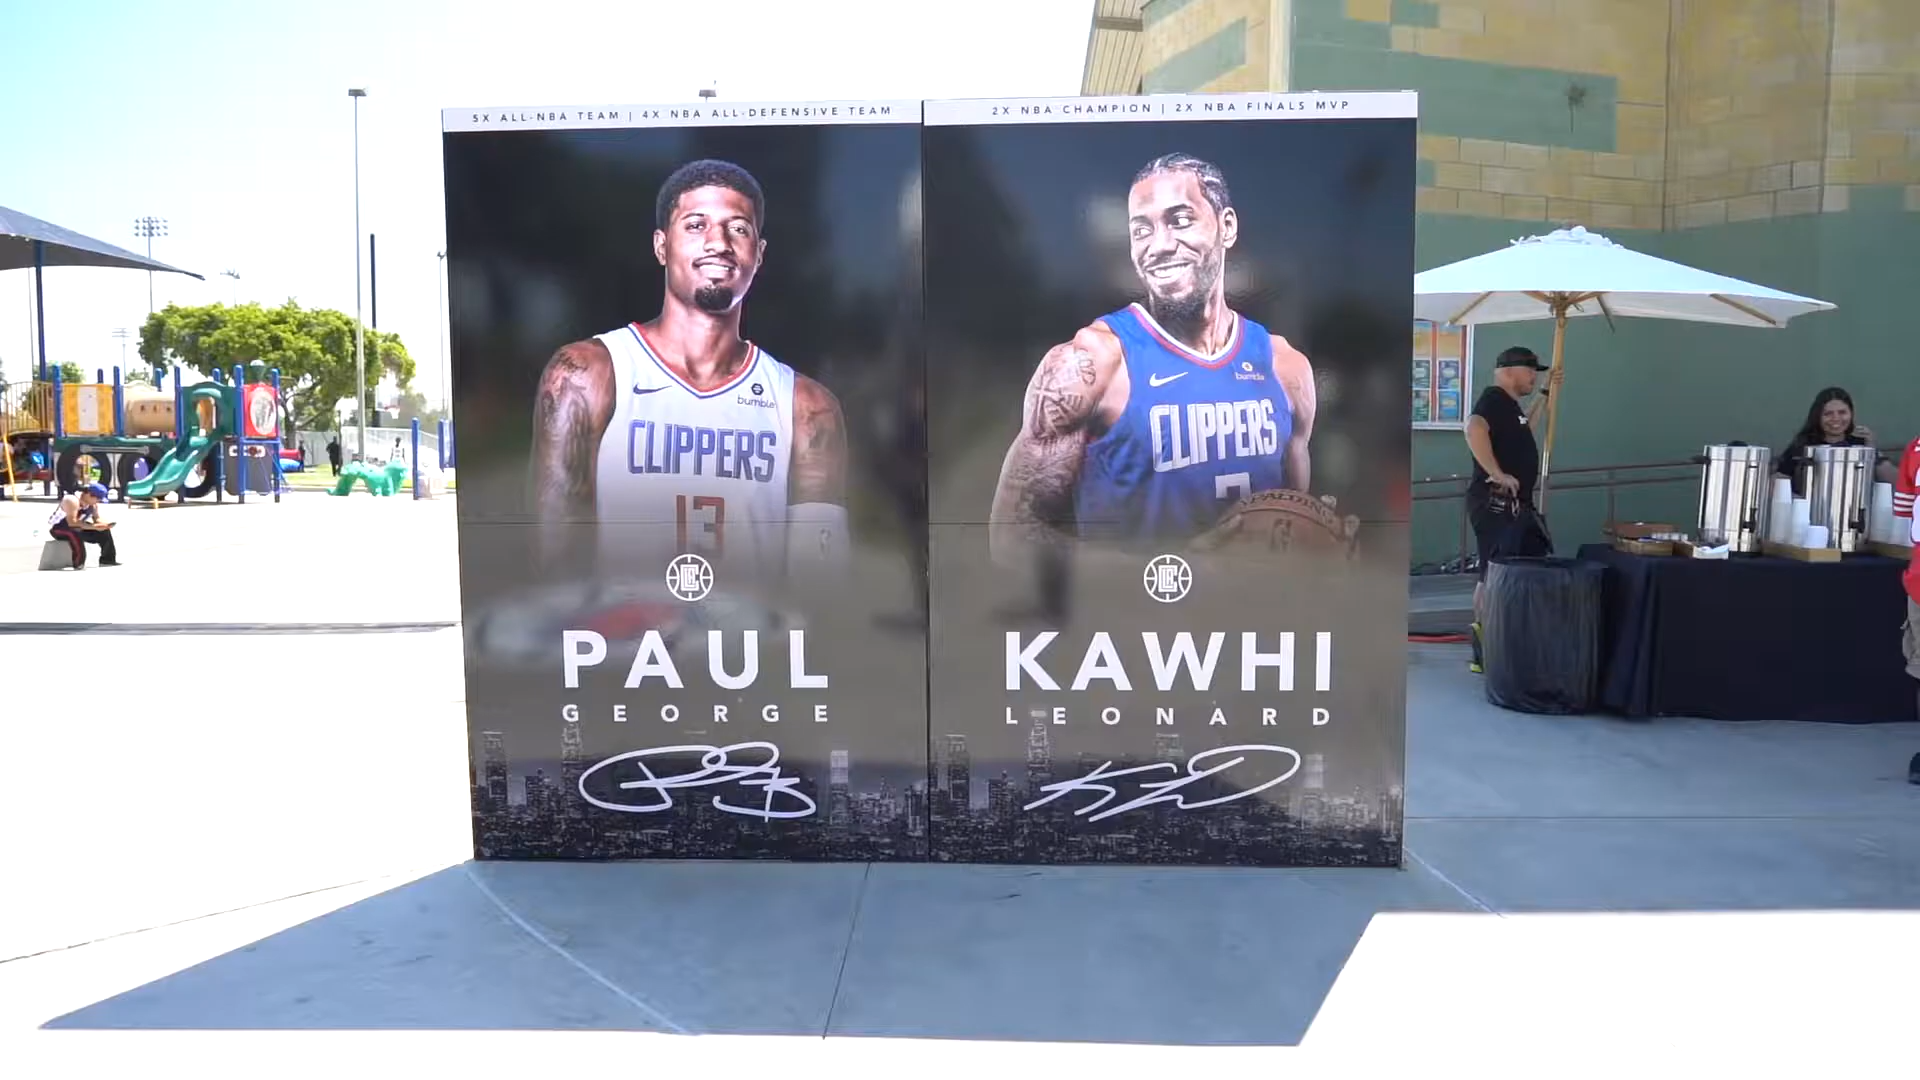 5X ALL-NBA TEAM | 4X NBA ALL-DEFENSIVE TEAM
bumble
CLIPPERS
13
PAUL
GEORGE
2X NBA CHAMPION | 2X NBA FINALS MVP
bumble
CLIPPERS
SPALDING
KAWHI
LEONARD